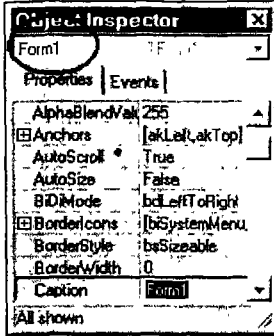 Object Inspector
Form1
Properties Events
AlphaBlendVal 255
Anchors [akLeft,akTop]
AutoScroll True
AutoSize False
BiDiMode bdLeftToRight
BorderIcons [biSystemMenu,
BorderStyle bsSizeable
BorderWidth 0
Caption Form1
All shown